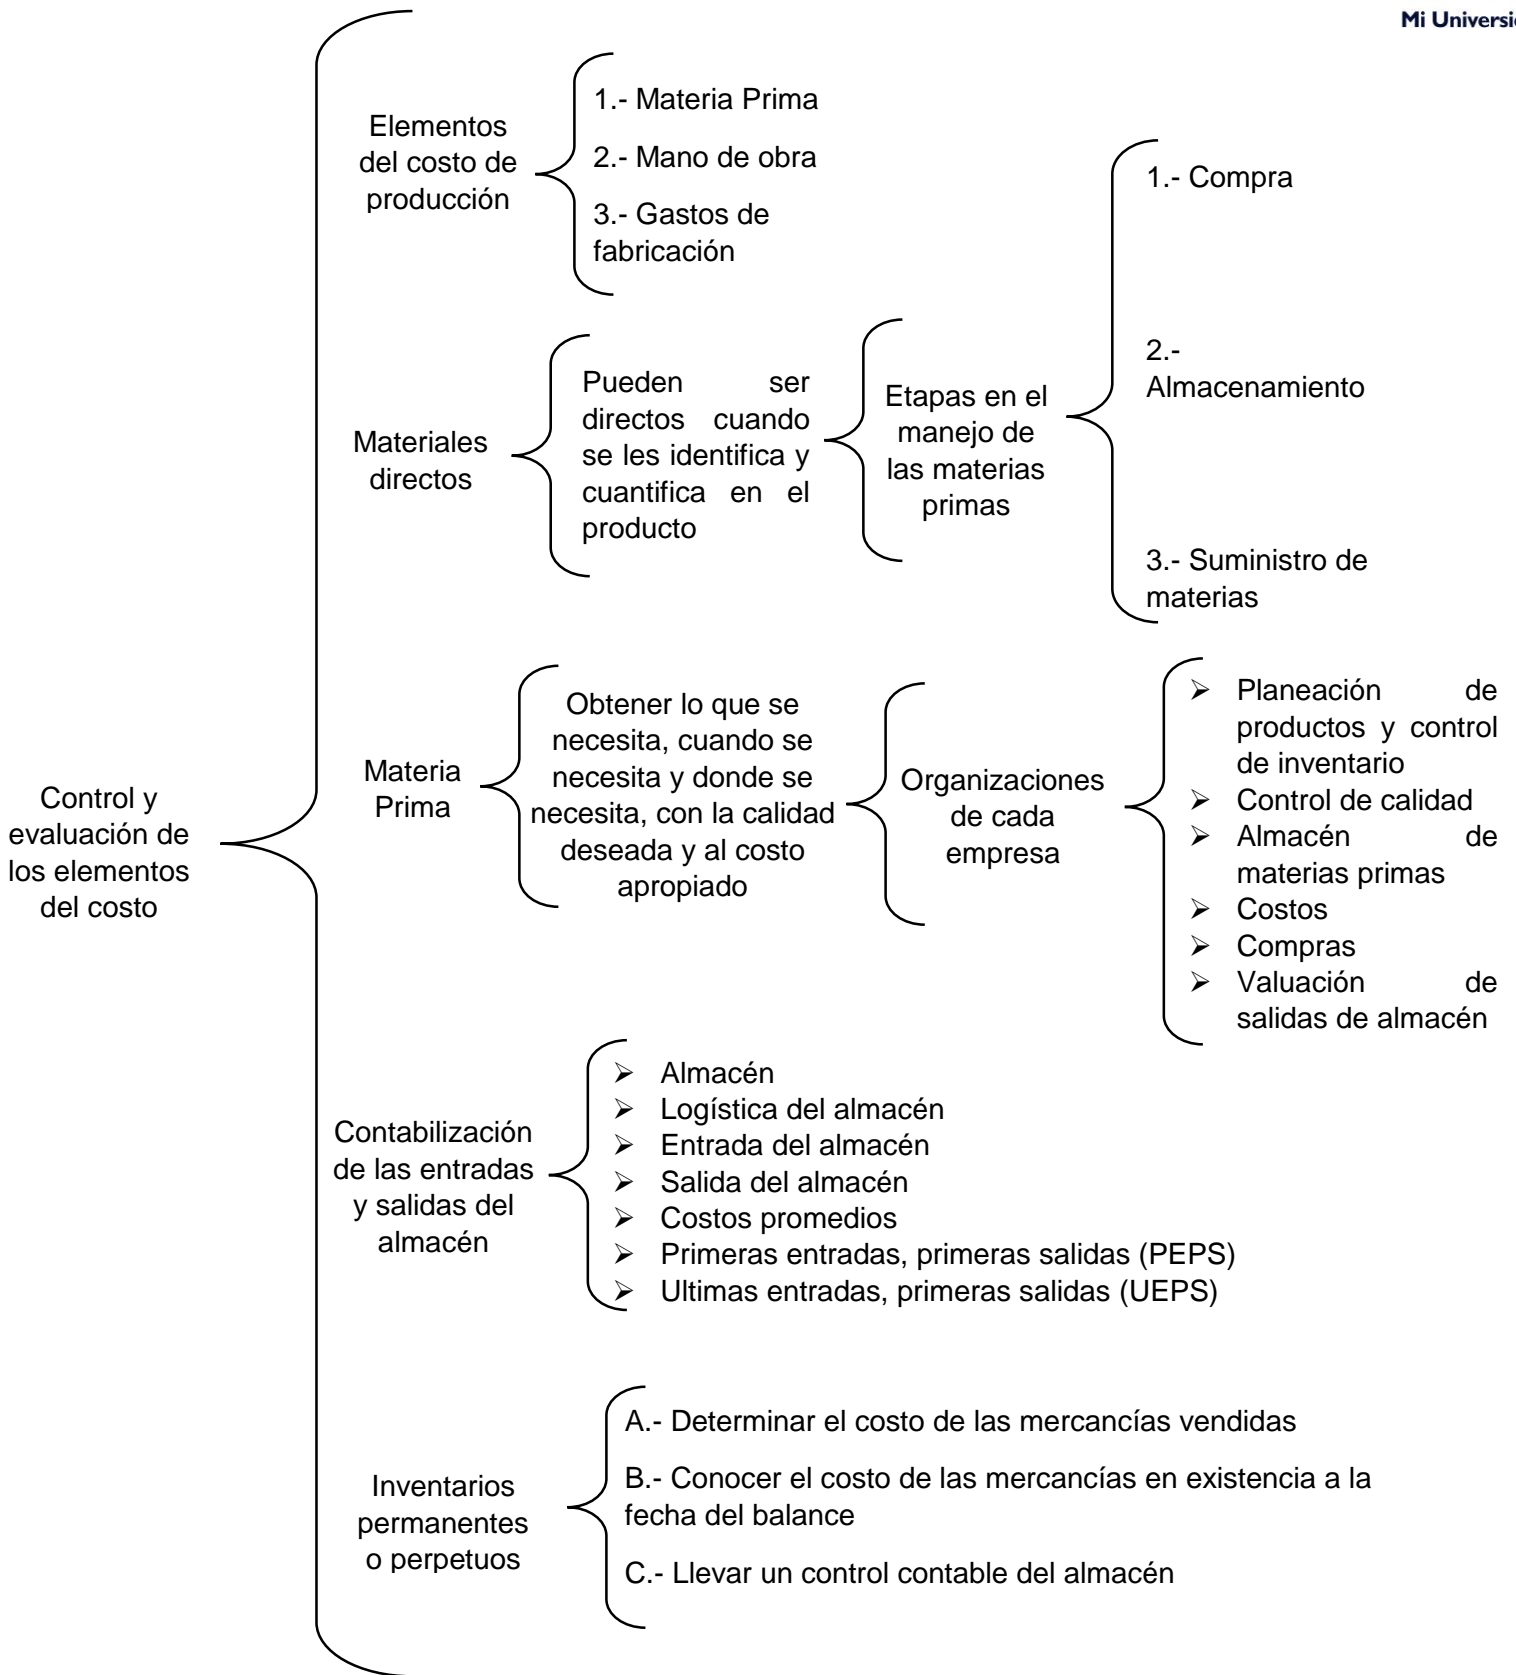 Mi Universi
Elementos
del costo de
producción
1.- Materia Prima
2.- Mano de obra
3.- Gastos de
fabricación
Materiales
directos
Pueden ser
directos cuando
se les identifica y
cuantifica en el
producto
Etapas en el
manejo de
las materias
primas
1.- Compra
2.-
Almacenamiento
3.- Suministro de
materias
Control y
evaluación de
los elementos
del costo
Materia
Prima
Obtener lo que se
necesita, cuando se
necesita y donde se
necesita, con la calidad
deseada y al costo
apropiado
Organizaciones
de cada
empresa
➢ Planeación de
productos y control
de inventario
➢ Control de calidad
➢ Almacén de
materias primas
➢ Costos
➢ Compras
➢ Valuación de
salidas de almacén
Contabilización
de las entradas
y salidas del
almacén
➢ Almacén
➢ Logística del almacén
➢ Entrada del almacén
➢ Salida del almacén
➢ Costos promedios
➢ Primeras entradas, primeras salidas (PEPS)
➢ Ultimas entradas, primeras salidas (UEPS)
Inventarios
permanentes
o perpetuos
A.- Determinar el costo de las mercancías vendidas
B.- Conocer el costo de las mercancías en existencia a la
fecha del balance
C.- Llevar un control contable del almacén